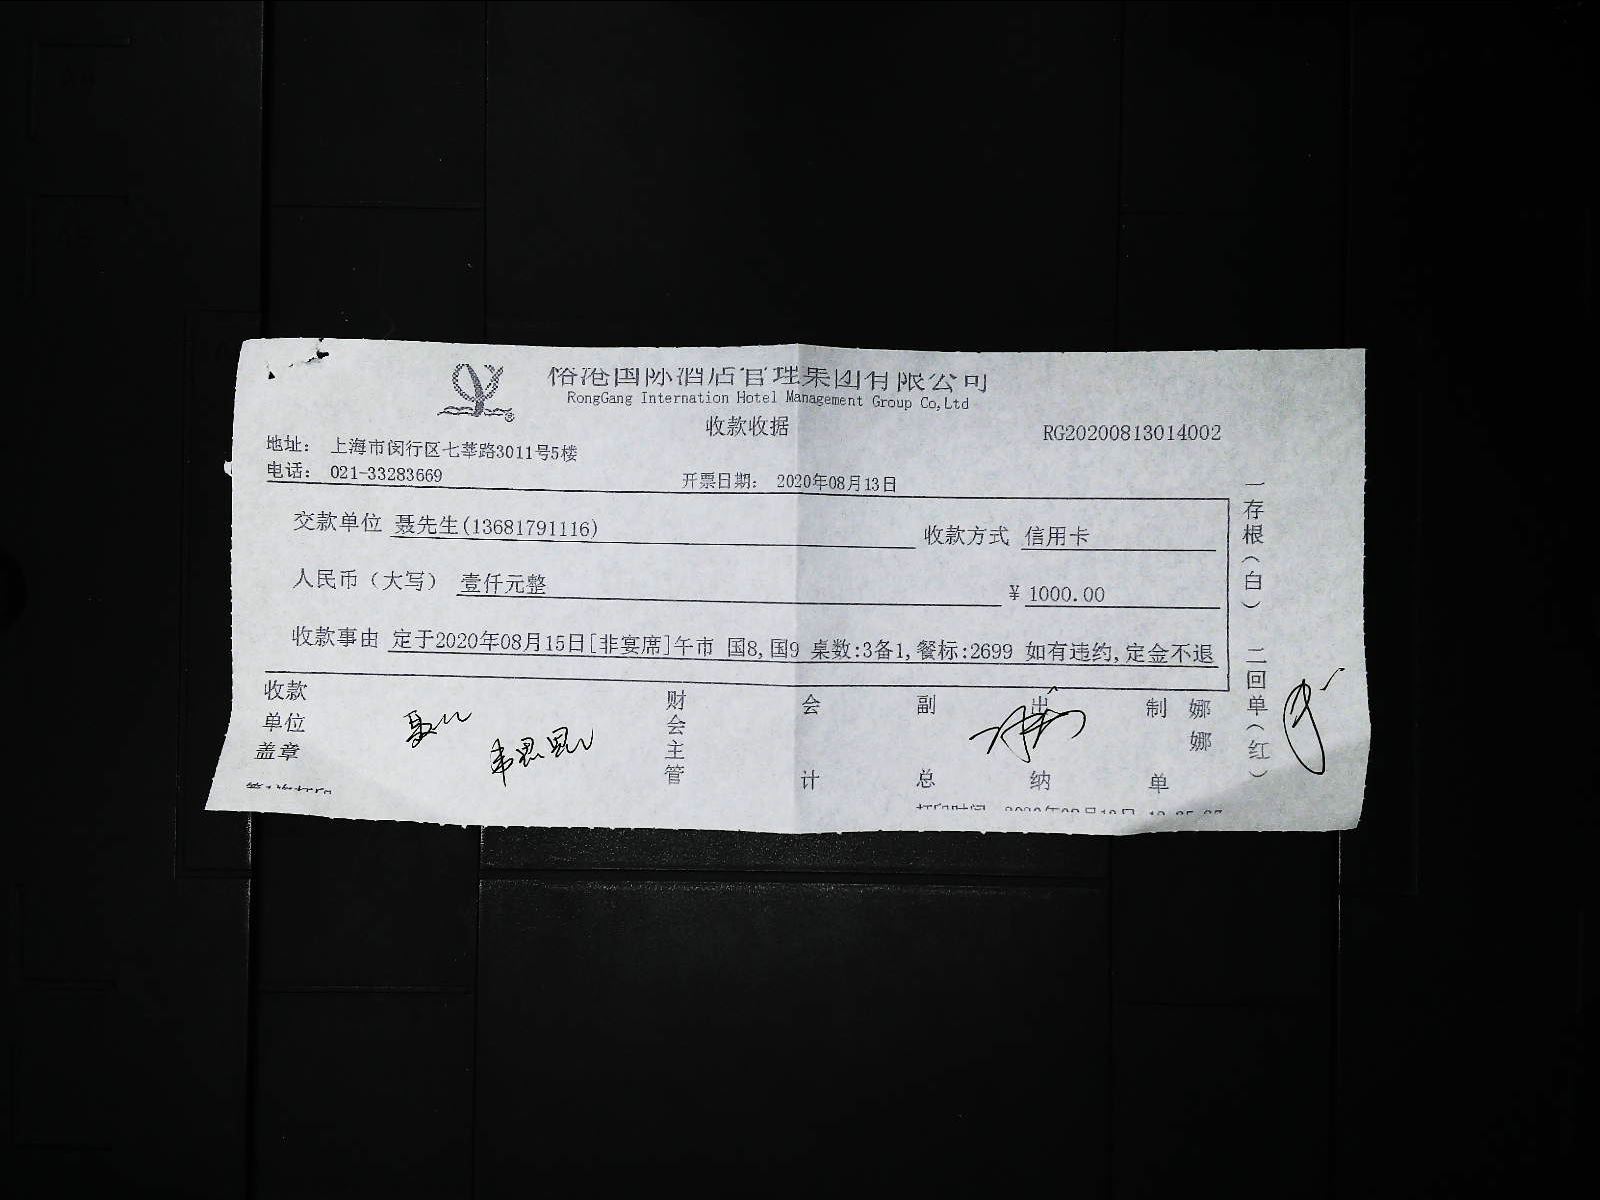 国际酒店管理集团有限公司
RongGang Internation Hotel Management Group Co,Ltd
收款收据
RG20200813014002
地址： 上海市闵行区七莘路3011号5楼
电话： 021-33283669
开票日期： 2020年08月13日
交款单位 聂先生(13681791116) 收款方式 信用卡
人民币（大写） 壹仟元整 ¥ 1000.00
收款事由 定于2020年08月15日[非宴席]午市 国8,国9 桌数:3备1,餐标:2699 如有违约,定金不退
收款单位盖章
财会主管
会计
副总
出纳
制单
娜娜
一存根（白）
二回单（红）